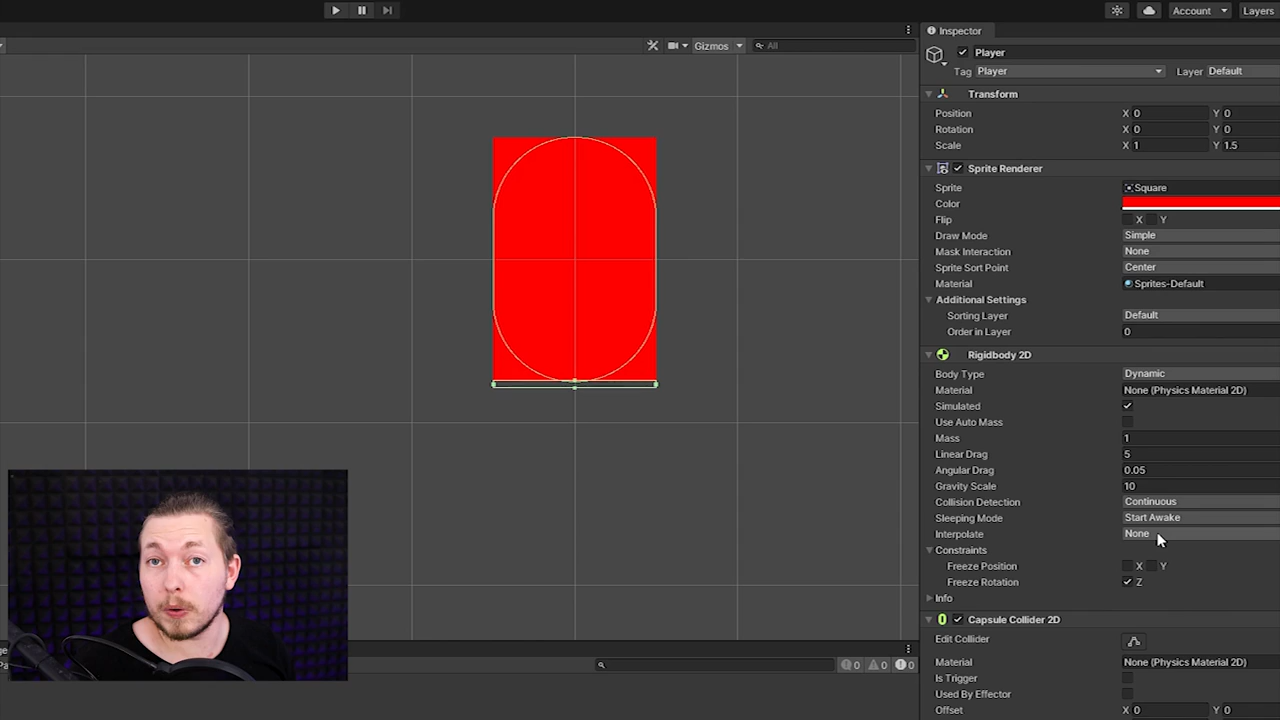 Account
Layers
Gizmos
All
Inspector
Player
Tag Player Layer Default
Transform
Position X 0 Y 0
Rotation X 0 Y 0
Scale X 1 Y 1.5
Sprite Renderer
Sprite Square
Color
Flip X Y
Draw Mode Simple
Mask Interaction None
Sprite Sort Point Center
Material Sprites-Default
Additional Settings
Sorting Layer Default
Order in Layer 0
Rigidbody 2D
Body Type Dynamic
Material None (Physics Material 2D)
Simulated
Use Auto Mass
Mass 1
Linear Drag 5
Angular Drag 0.05
Gravity Scale 10
Collision Detection Continuous
Sleeping Mode Start Awake
Interpolate None
Constraints
Freeze Position X Y
Freeze Rotation Z
Info
Capsule Collider 2D
Edit Collider
Material None (Physics Material 2D)
Is Trigger
Used By Effector
Offset X 0 Y 0
0 0 0